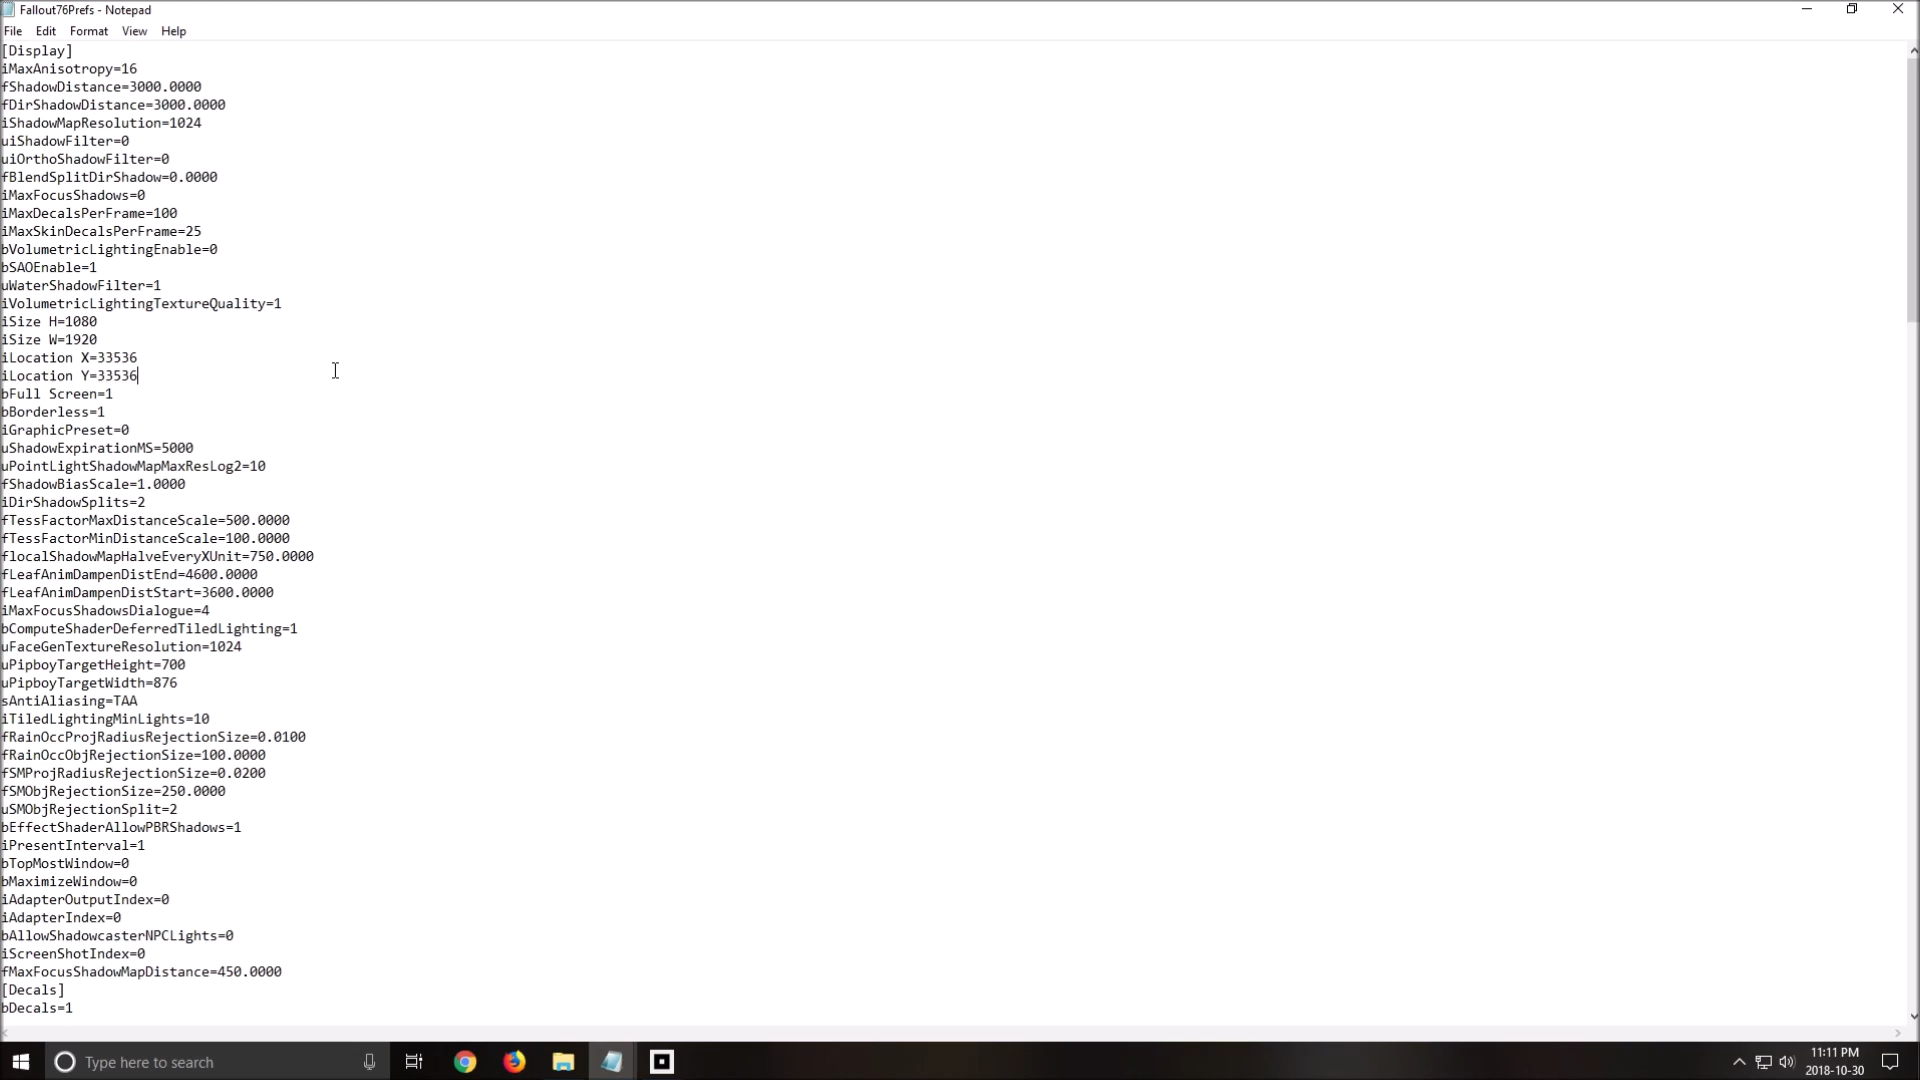 Fallout76Prefs - Notepad
File Edit Format View Help
[Display]
iMaxAnisotropy=16
fShadowDistance=3000.0000
fDirShadowDistance=3000.0000
iShadowMapResolution=1024
uiShadowFilter=0
uiOrthoShadowFilter=0
fBlendSplitDirShadow=0.0000
iMaxFocusShadows=0
iMaxDecalsPerFrame=100
iMaxSkinDecalsPerFrame=25
bVolumetricLightingEnable=0
bSAOEnable=1
uWaterShadowFilter=1
iVolumetricLightingTextureQuality=1
iSize H=1080
iSize W=1920
iLocation X=33536
iLocation Y=33536
bFull Screen=1
bBorderless=1
iGraphicPreset=0
uShadowExpirationMS=5000
uPointLightShadowMapMaxResLog2=10
fShadowBiasScale=1.0000
iDirShadowSplits=2
fTessFactorMaxDistanceScale=500.0000
fTessFactorMinDistanceScale=100.0000
flocalShadowMapHalveEveryXUnit=750.0000
fLeafAnimDampenDistEnd=4600.0000
fLeafAnimDampenDistStart=3600.0000
iMaxFocusShadowsDialogue=4
bComputeShaderDeferredTiledLighting=1
uFaceGenTextureResolution=1024
uPipboyTargetHeight=700
uPipboyTargetWidth=876
sAntiAliasing=TAA
iTiledLightingMinLights=10
fRainOccProjRadiusRejectionSize=0.0100
fRainOccObjRejectionSize=100.0000
fSMProjRadiusRejectionSize=0.0200
fSMObjRejectionSize=250.0000
uSMObjRejectionSplit=2
bEffectShaderAllowPBRShadows=1
iPresentInterval=1
bTopMostWindow=0
bMaximizeWindow=0
iAdapterOutputIndex=0
iAdapterIndex=0
bAllowShadowcasterNPCLights=0
iScreenShotIndex=0
fMaxFocusShadowMapDistance=450.0000
[Decals]
bDecals=1
Type here to search
11:11 PM
2018-10-30